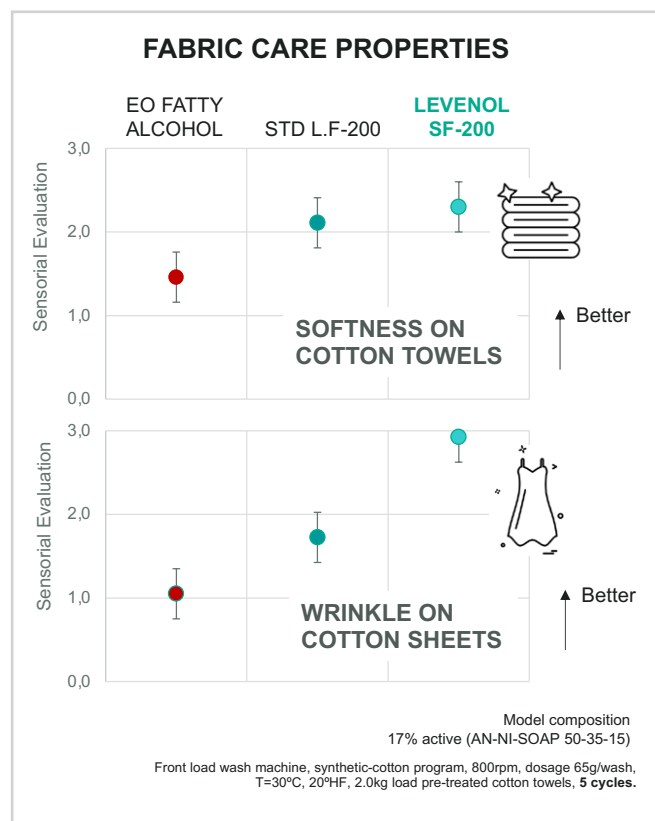 FABRIC CARE PROPERTIES
EO FATTY
ALCOHOL
STD L.F-200
LEVENOL
SF-200
Sensorial Evaluation
3,0
2,0
1,0
0,0
SOFTNESS ON
COTTON TOWELS
Better
Sensorial Evaluation
3,0
2,0
1,0
0,0
WRINKLE ON
COTTON SHEETS
Better
Model composition
17% active (AN-NI-SOAP 50-35-15)
Front load wash machine, synthetic-cotton program, 800rpm, dosage 65g/wash,
T=30ºC, 20ºHF, 2.0kg load pre-treated cotton towels, 5 cycles.